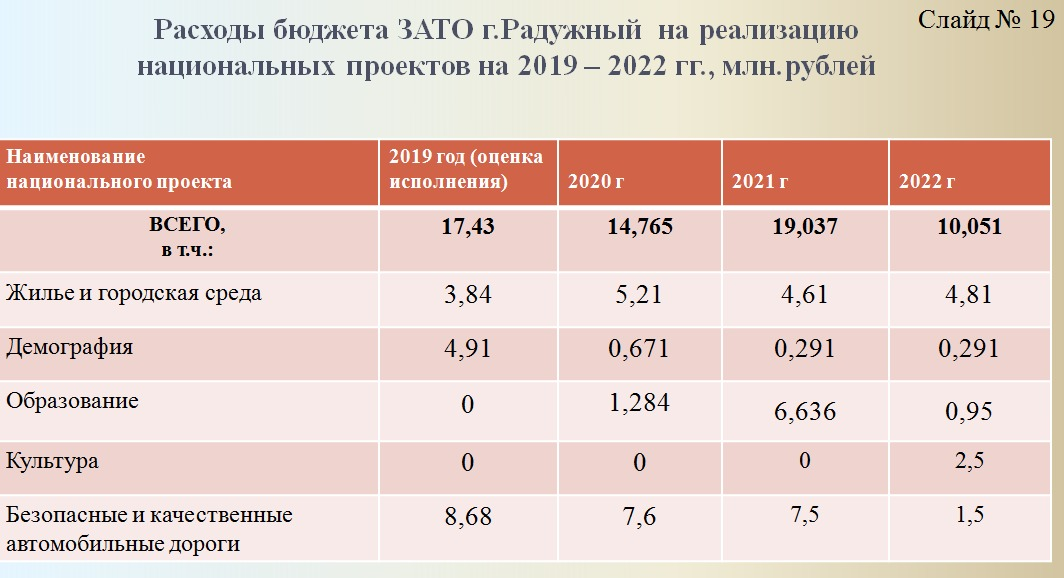 Слайд № 19
Расходы бюджета ЗАТО г.Радужный на реализацию
национальных проектов на 2019 – 2022 гг., млн.рублей
Наименование
национального проекта
2019 год (оценка
исполнения)
2020 г
2021 г
2022 г
ВСЕГО,
в т.ч.:
17,43
14,765
19,037
10,051
Жилье и городская среда
3,84
5,21
4,61
4,81
Демография
4,91
0,671
0,291
0,291
Образование
0
1,284
6,636
0,95
Культура
0
0
0
2,5
Безопасные и качественные
автомобильные дороги
8,68
7,6
7,5
1,5